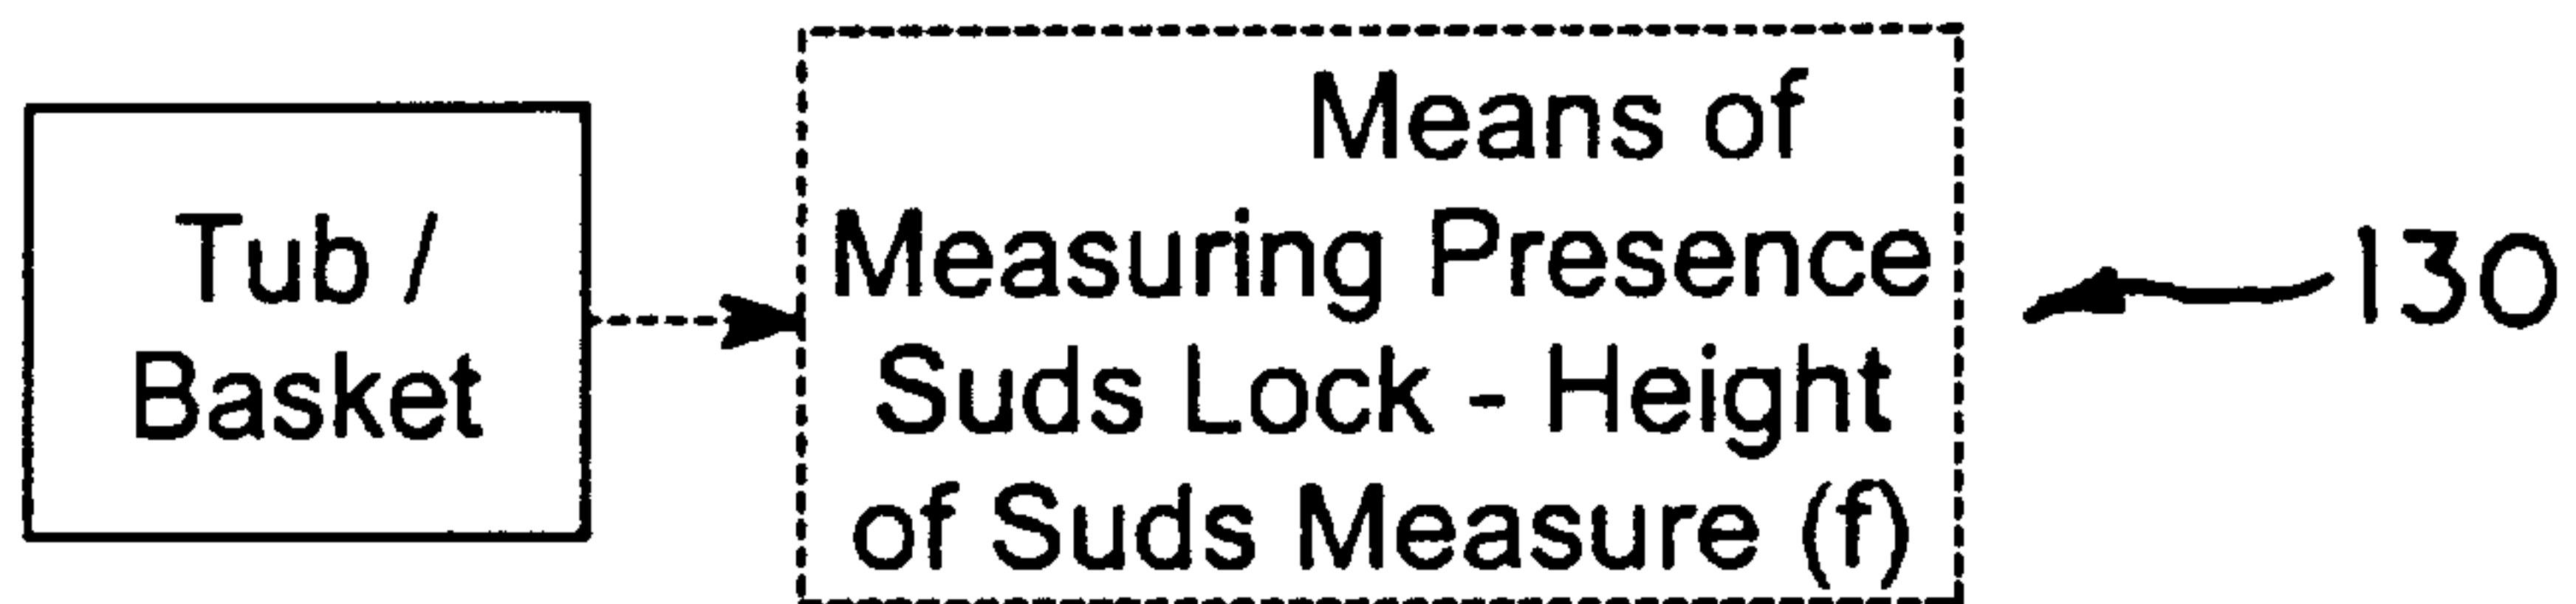 Tub /
Basket
Means of
Measuring Presence
Suds Lock - Height
of Suds Measure (f)
130